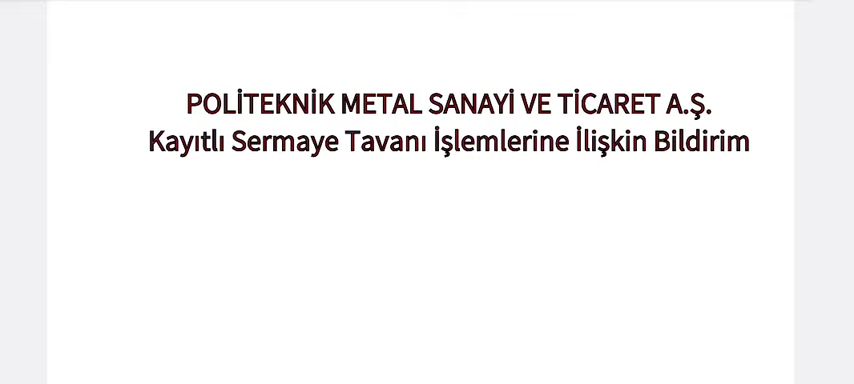 POLİTEKNİK METAL SANAYİ VE TİCARET A.Ş.
Kayıtlı Sermaye Tavanı İşlemlerine İlişkin Bildirim